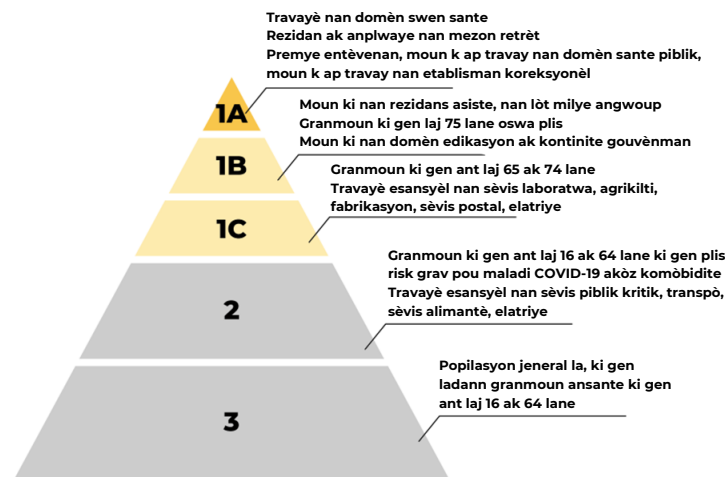 Travayè nan domèn swen sante
Rezidan ak anplwaye nan mezon retrèt
Premye entèvenan, moun k ap travay nan domèn sante piblik,
moun k ap travay nan etablisman koreksyonèl
1A
Moun ki nan rezidans asiste, nan lòt milye angwoup
Granmoun ki gen laj 75 lane oswa plis
Moun ki nan domèn edikasyon ak kontinite gouvènman
1B
Granmoun ki gen ant laj 65 ak 74 lane
Travayè esansyèl nan sèvis laboratwa, agrikilti,
fabrikasyon, sèvis postal, elatriye
1C
Granmoun ki gen ant laj 16 ak 64 lane ki gen plis
risk grav pou maladi COVID-19 akòz komòbidite
Travayè esansyèl nan sèvis piblik kritik, transpò,
sèvis alimantè, elatriye
2
Popilasyon jeneral la, ki gen
ladann granmoun ansante ki gen
ant laj 16 ak 64 lane
3